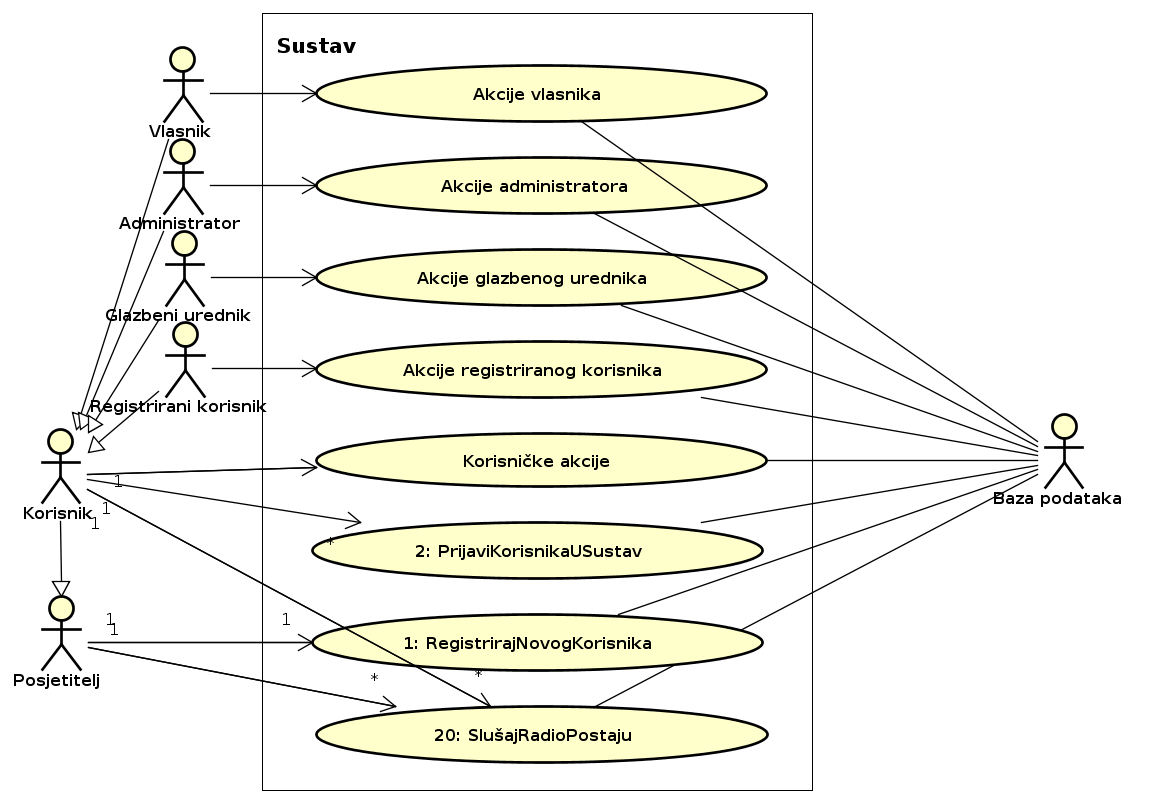 Sustav
Vlasnik
Akcije vlasnika
Administrator
Akcije administratora
Glazbeni urednik
Akcije glazbenog urednika
Registrirani korisnik
Akcije registriranog korisnika
Korisnik
Korisničke akcije
1
1
1
*
2: PrijaviKorisnikaUSustav
Baza podataka
Posjetitelj
1
1
1
1: RegistrirajNovogKorisnika
*
*
20: SlušajRadioPostaju